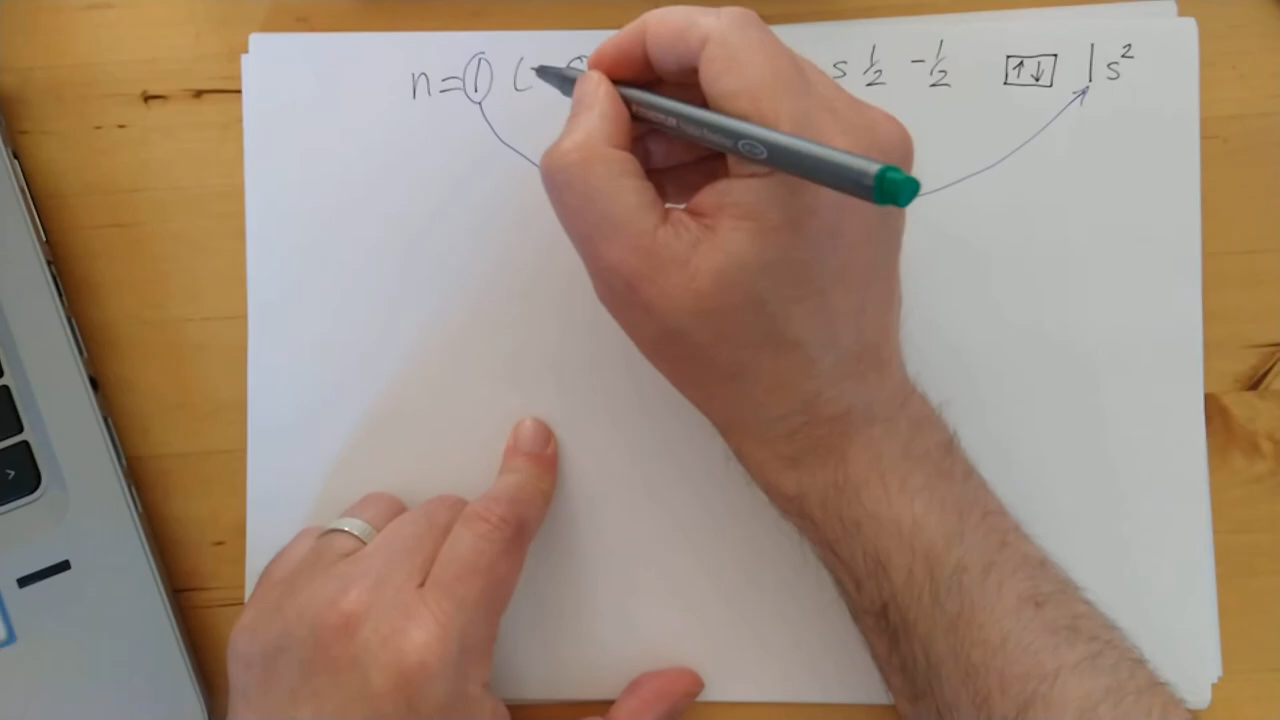 n=1 ( s 1/2 -1/2 ↑↓ 1s²